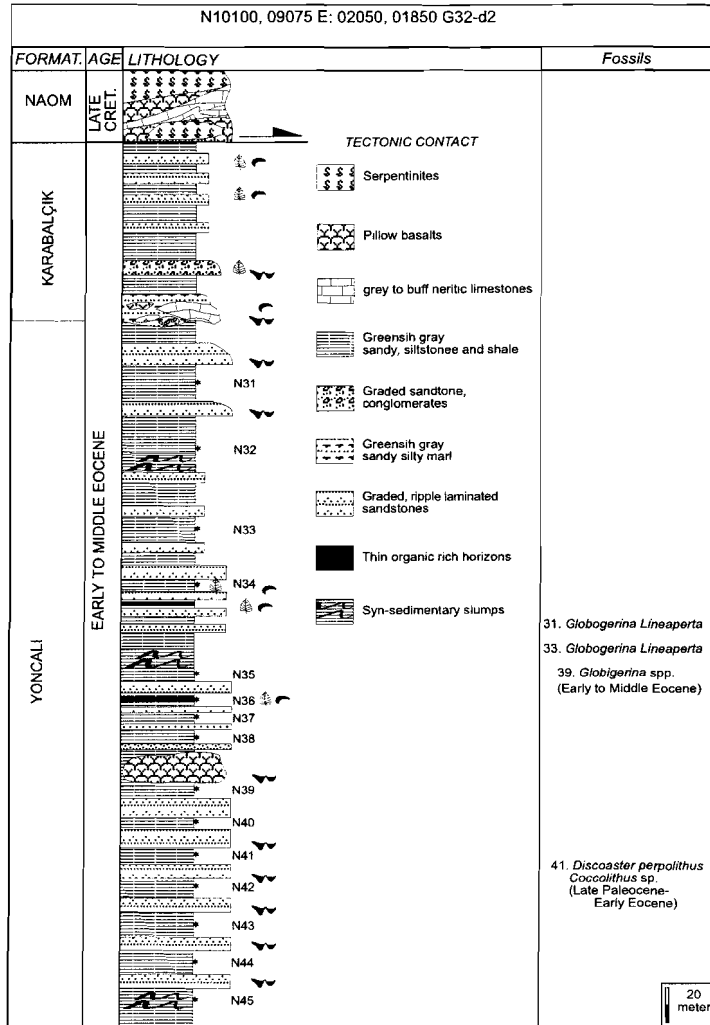 N10100, 09075 E: 02050, 01850 G32-d2
FORMAT. AGE LITHOLOGY Fossils
NAOM
LATE
CRET.
TECTONIC CONTACT
KARABALÇIK
Serpentinites
Pillow basalts
grey to buff neritic limestones
Greensih gray
sandy, siltstonee and shale
Graded sandtone,
conglomerates
Greensih gray
sandy silty marl
Graded, ripple laminated
sandstones
Thin organic rich horizons
Syn-sedimentary slumps
EARLY TO MIDDLE EOCENE
YONCALI
N31
N32
N33
N34
N35
N36
N37
N38
N39
N40
N41
N42
N43
N44
N45
31. Globogerina Lineaperta
33. Globogerina Lineaperta
39. Globigerina spp.
(Early to Middle Eocene)
41. Discoaster perpolithus
Coccolithus sp.
(Late Paleocene-
Early Eocene)
20
meter